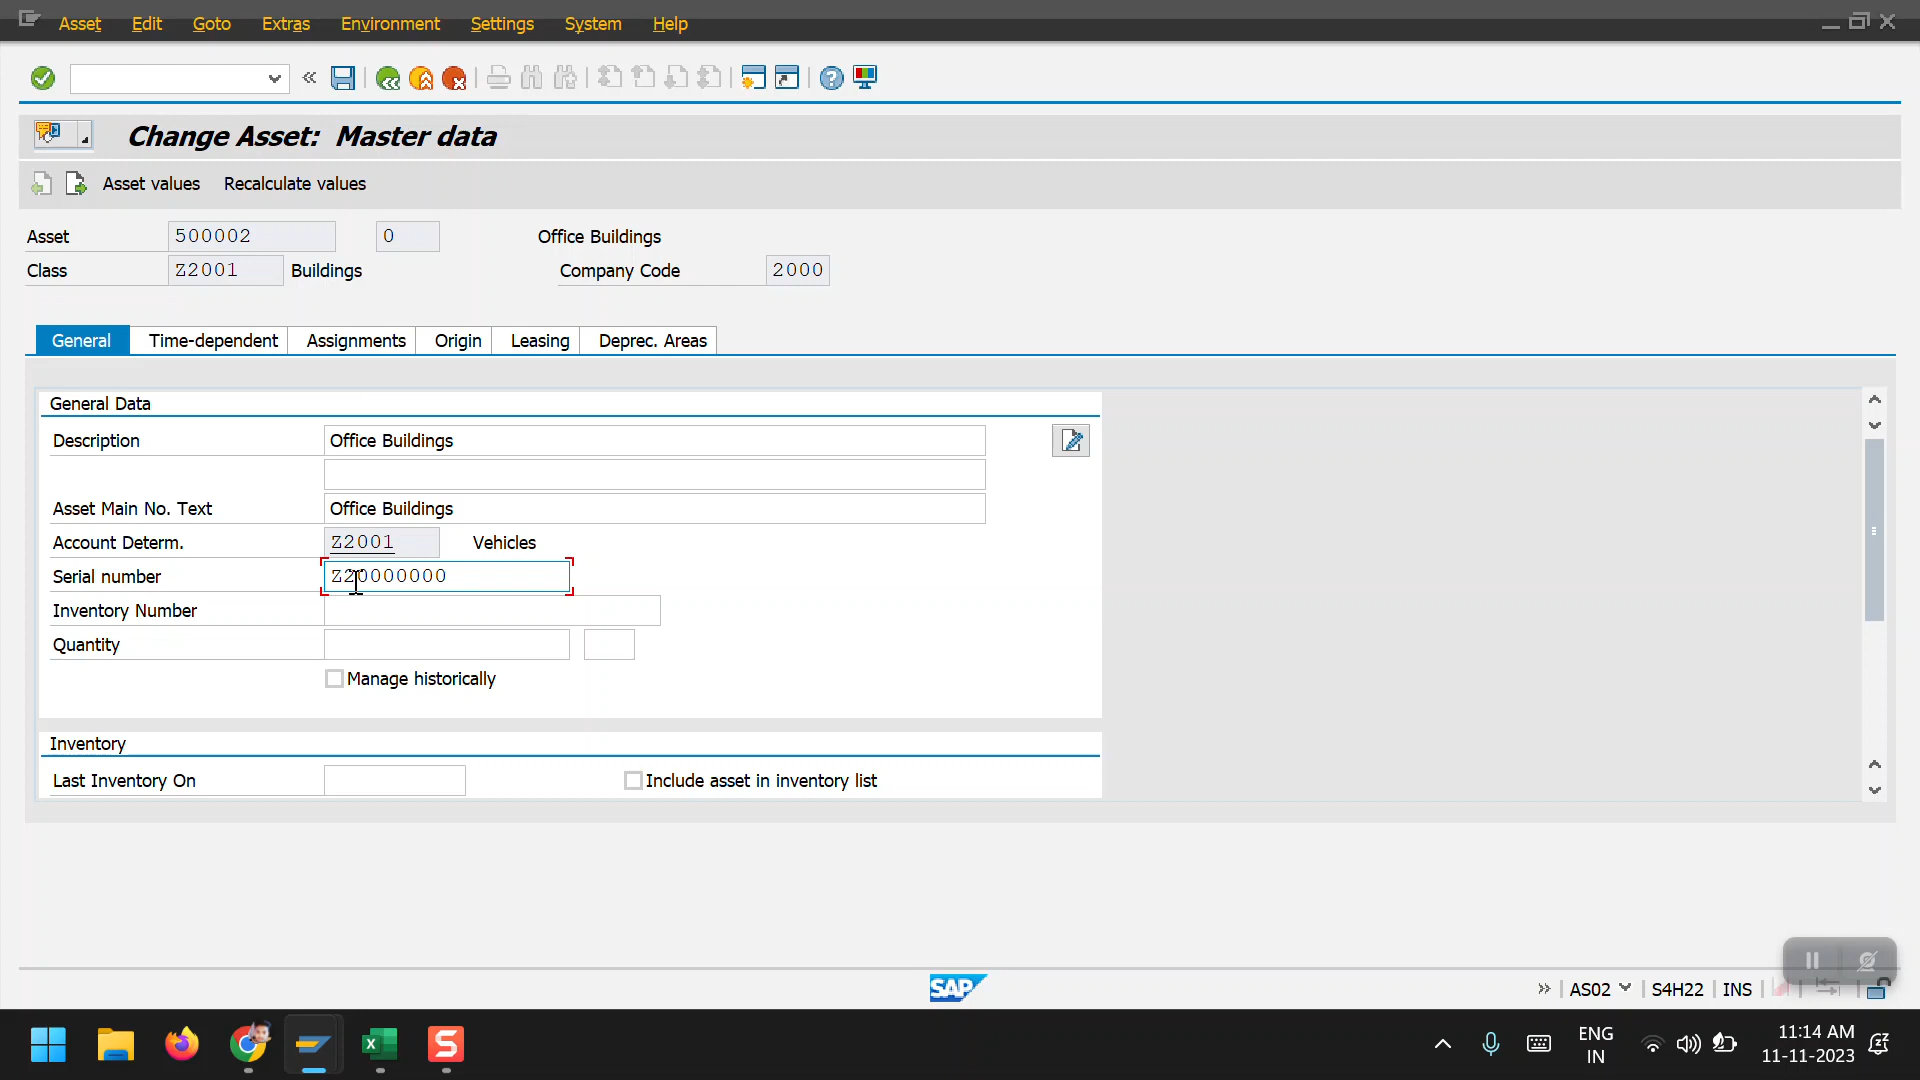 Asset Edit Goto Extras Environment Settings System Help
Change Asset: Master data
Asset values Recalculate values
Asset 500002 0 Office Buildings
Class Z2001 Buildings Company Code 2000
General Time-dependent Assignments Origin Leasing Deprec. Areas
General Data
Description Office Buildings
Asset Main No. Text Office Buildings
Account Determ. Z2001 Vehicles
Serial number Z20000000
Inventory Number
Quantity
Manage historically
Inventory
Last Inventory On Include asset in inventory list
SAP AS02 S4H22 INS
S ENG 11:14 AM
IN 11-11-2023